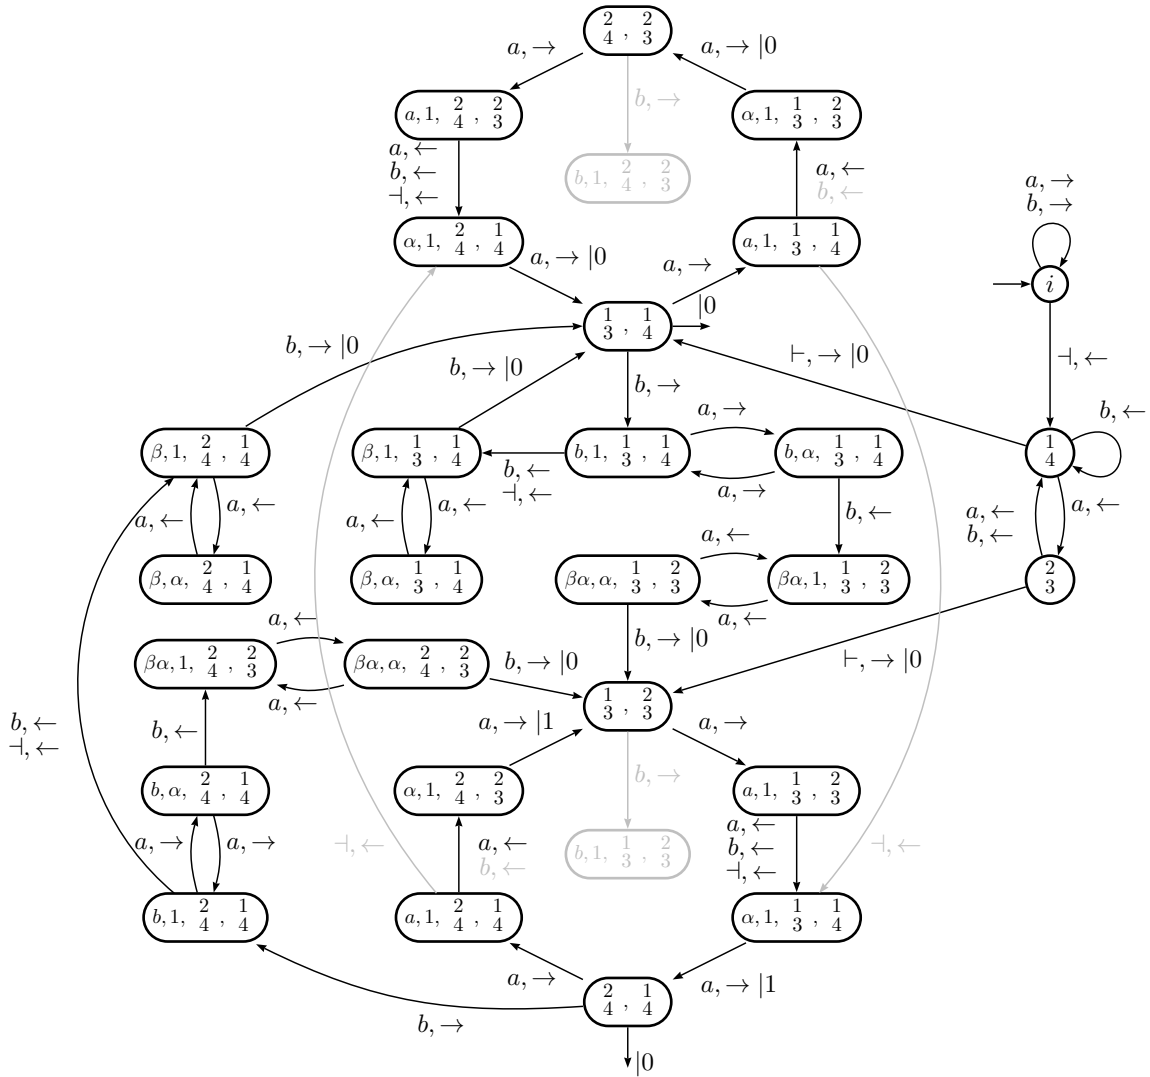 2/4 , 2/3
a, →
a, → |0
b, →
a, 1, 2/4 , 2/3
α, 1, 1/3 , 2/3
a, ←
b, ←
⊣, ←
b, 1, 2/4 , 2/3
a, ←
b, ←
a, →
b, →
α, 1, 2/4 , 1/4
a, 1, 1/3 , 1/4
a, → |0
a, →
i
1/3 , 1/4
|0
b, → |0
b, → |0
b, →
⊢, → |0
⊣, ←
β, 1, 2/4 , 1/4
β, 1, 1/3 , 1/4
b, 1, 1/3 , 1/4
a, →
a, →
b, α, 1/3 , 1/4
1/4
b, ←
b, ←
⊣, ←
a, ←
a, ←
a, ←
a, ←
b, ←
a, ←
b, ←
a, ←
β, α, 2/4 , 1/4
β, α, 1/3 , 1/4
βα, α, 1/3 , 2/3
a, ←
a, ←
βα, 1, 1/3 , 2/3
2/3
a, ←
b, → |0
βα, 1, 2/4 , 2/3
βα, α, 2/4 , 2/3
b, → |0
⊢, → |0
a, ←
1/3 , 2/3
b, ←
⊣, ←
b, ←
a, → |1
a, →
b, →
b, α, 2/4 , 1/4
α, 1, 2/4 , 2/3
a, 1, 1/3 , 2/3
a, →
a, →
⊣, ←
a, ←
b, ←
b, 1, 1/3 , 2/3
a, ←
b, ←
⊣, ←
⊣, ←
b, 1, 2/4 , 1/4
a, 1, 2/4 , 1/4
α, 1, 1/3 , 1/4
a, →
a, → |1
2/4 , 1/4
b, →
|0